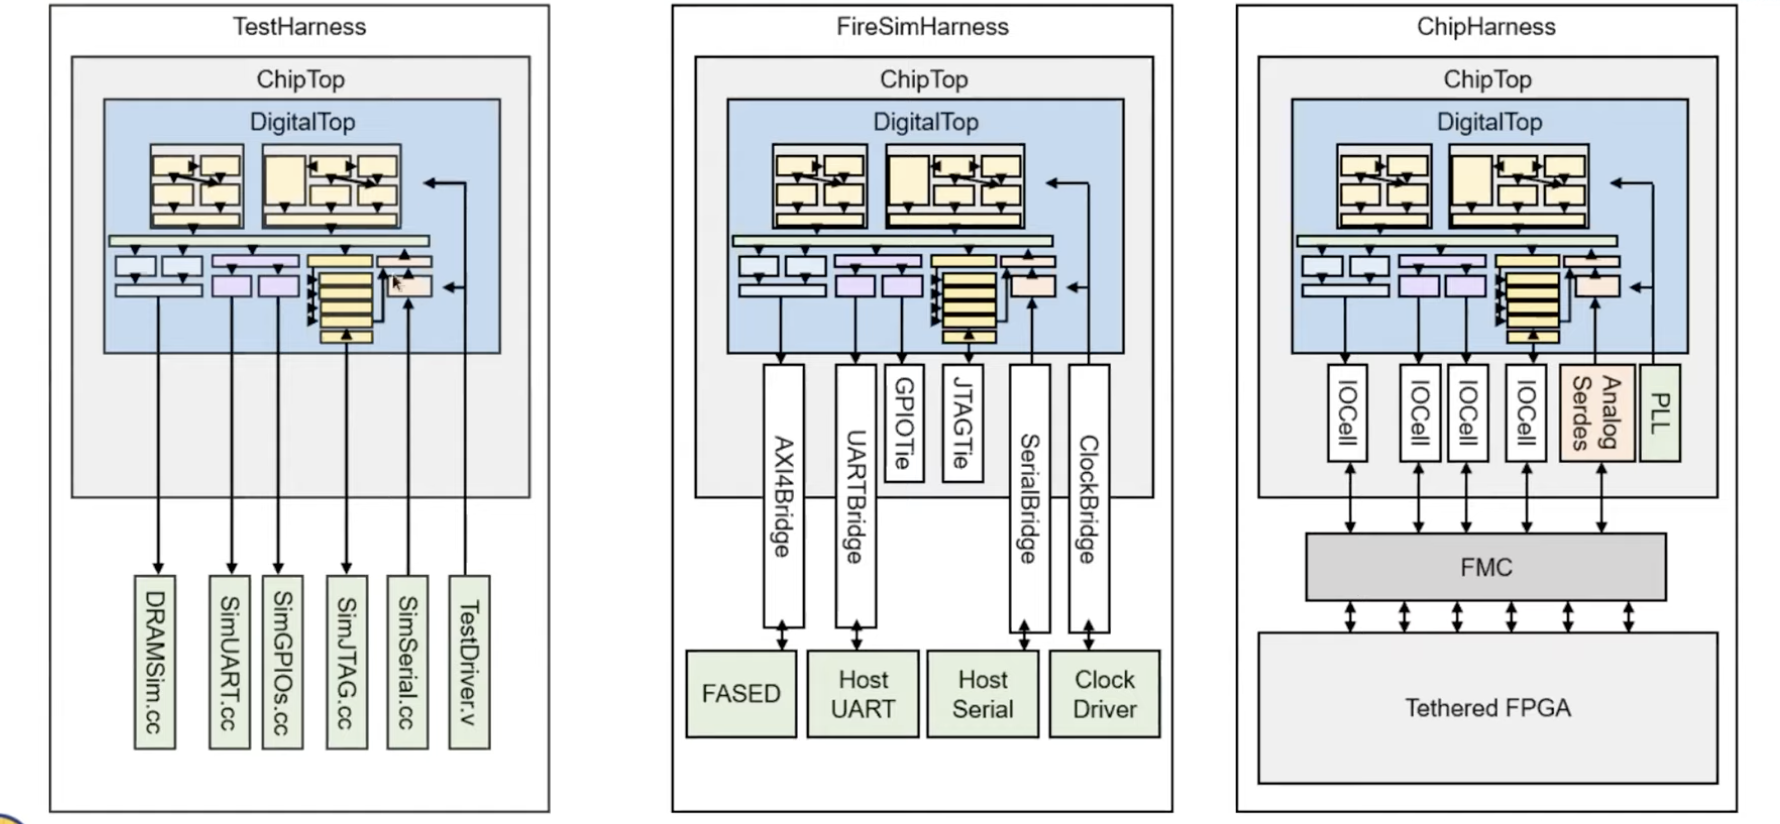 TestHarness
ChipTop
DigitalTop
DRAMSim.cc
SimUART.cc
SimGPIOs.cc
SimJTAG.cc
SimSerial.cc
TestDriver.v
FireSimHarness
ChipTop
DigitalTop
AXI4Bridge
UARTBridge
GPIOTie
JTAGTie
SerialBridge
ClockBridge
FASED
Host
UART
Host
Serial
Clock
Driver
ChipHarness
ChipTop
DigitalTop
IOCell
IOCell
IOCell
IOCell
Analog
Serdes
PLL
FMC
Tethered FPGA